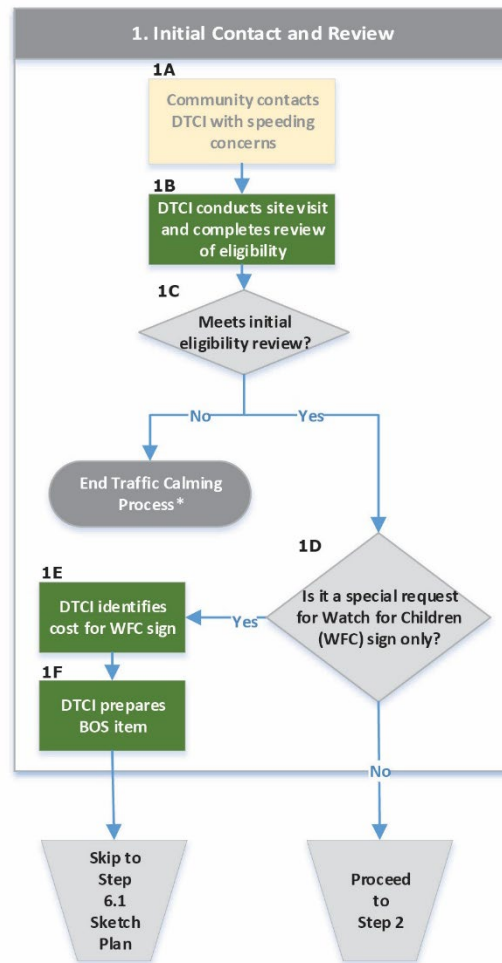 1. Initial Contact and Review
1A
Community contacts
DTCI with speeding
concerns
1B
DTCI conducts site visit
and completes review
of eligibility
1C
Meets initial
eligibility review?
No
Yes
End Traffic Calming
Process*
1D
Is it a special request
for Watch for Children
(WFC) sign only?
Yes
1E
DTCI identifies
cost for WFC sign
1F
DTCI prepares
BOS item
No
Skip to
Step
6.1
Sketch
Plan
Proceed
to
Step 2